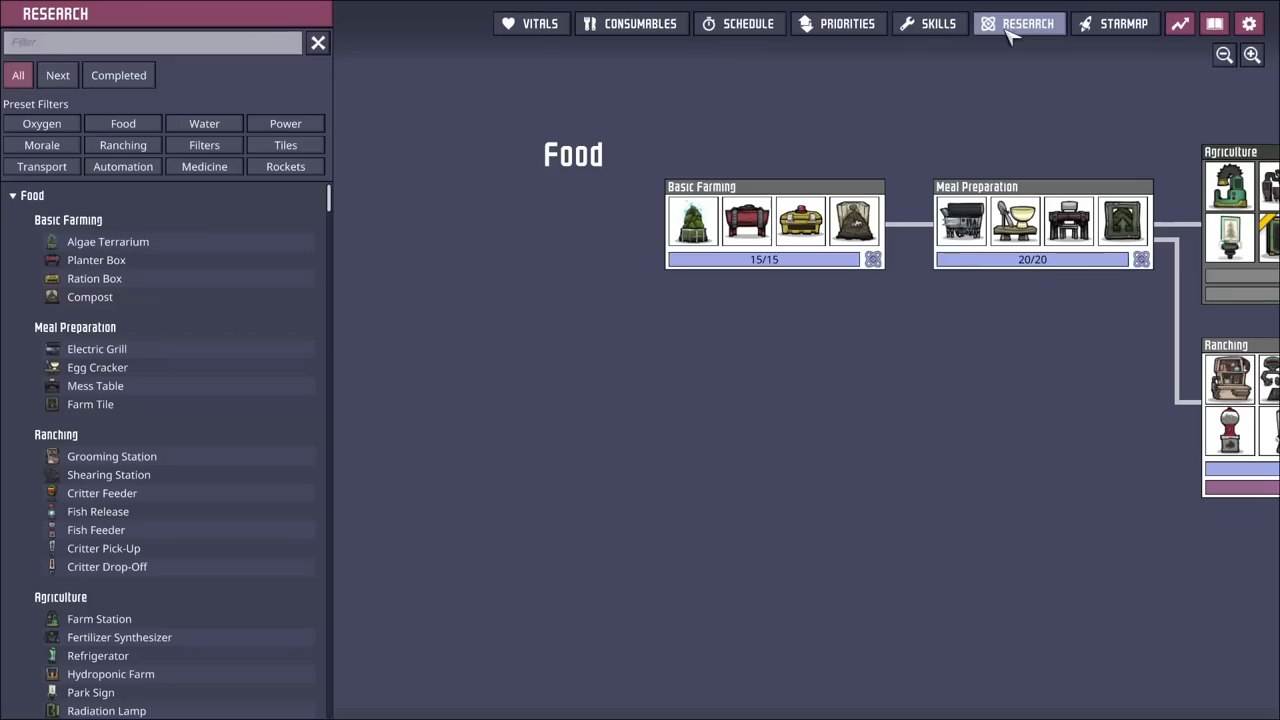 RESEARCH
VITALS
CONSUMABLES
SCHEDULE
PRIORITIES
SKILLS
RESEARCH
STARMAP
Filter
All
Next
Completed
Preset Filters
Oxygen
Food
Water
Power
Morale
Ranching
Filters
Tiles
Transport
Automation
Medicine
Rockets
Food
Basic Farming
Algae Terrarium
Planter Box
Ration Box
Compost
Meal Preparation
Electric Grill
Egg Cracker
Mess Table
Farm Tile
Ranching
Grooming Station
Shearing Station
Critter Feeder
Fish Release
Fish Feeder
Critter Pick-Up
Critter Drop-Off
Agriculture
Farm Station
Fertilizer Synthesizer
Refrigerator
Hydroponic Farm
Park Sign
Radiation Lamp
Food
Basic Farming
15/15
Meal Preparation
20/20
Agriculture
Ranching